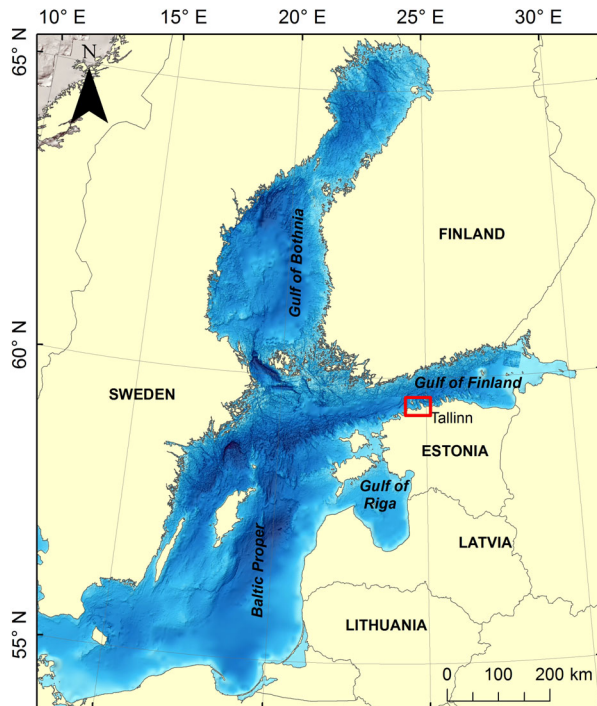 10° E
15° E
20° E
25° E
30° E
65° N
N
FINLAND
Gulf of Bothnia
60° N
Gulf of Finland
SWEDEN
Tallinn
ESTONIA
Gulf of
Riga
LATVIA
Baltic Proper
LITHUANIA
55° N
0 100 200 km